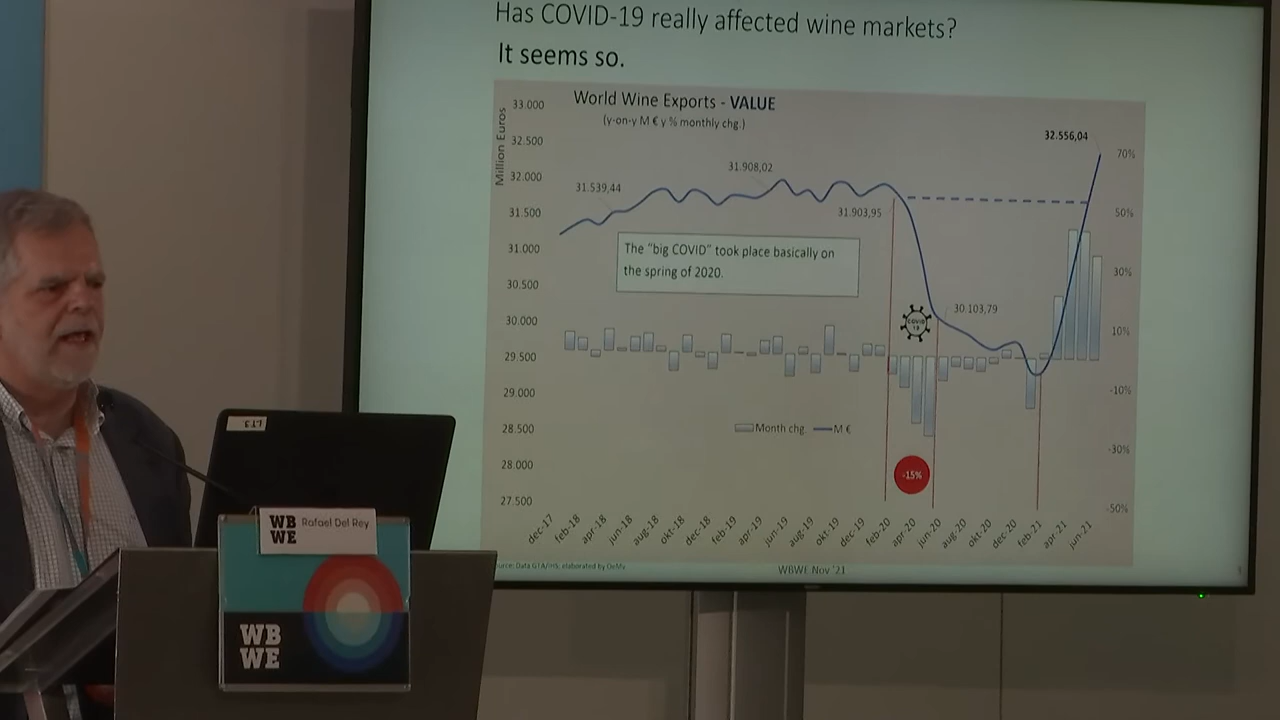 Has COVID-19 really affected wine markets?
It seems so.
World Wine Exports - VALUE
(y-on-y M € y % monthly chg.)
Million Euros
33.000
32.500
32.000
31.500
31.000
30.500
30.000
29.500
29.000
28.500
28.000
27.500
31.539,44
31.908,02
31.903,95
30 103,79
32.556,04
70%
50%
30%
10%
-10%
-30%
-50%
The "big COVID" took place basically on
the spring of 2020.
COVID
19
Month chg.
M €
-15%
dec-17
feb-18
apr-18
jun-18
aug-18
okt-18
dec-18
feb-19
apr-19
jun-19
aug-19
okt-19
dec-19
feb-20
apr-20
jun-20
aug-20
okt-20
dec-20
feb-21
apr-21
jun-21
WBWE Nov '21
LT3
WB
WE
Rafael Del Rey
WB
WE